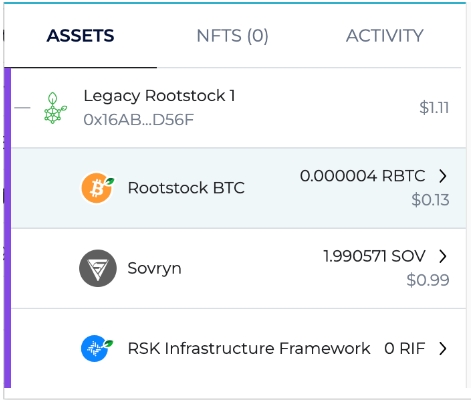 ASSETS NFTS (0) ACTIVITY
Legacy Rootstock 1
0x16AB...D56F
$1.11
Rootstock BTC
0.000004 RBTC
$0.13
Sovryn
1.990571 SOV
$0.99
RSK Infrastructure Framework 0 RIF